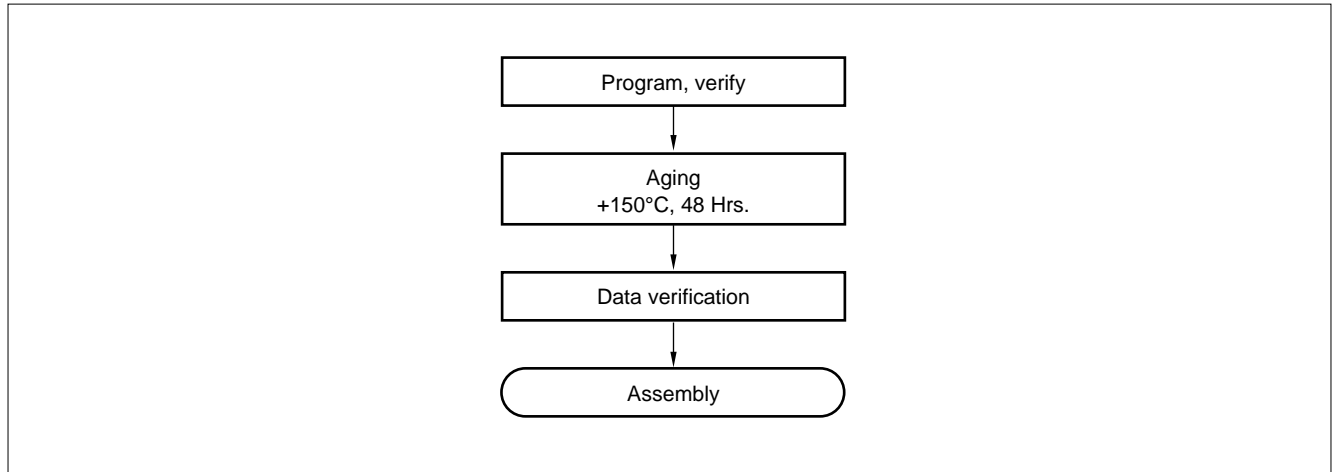 Program, verify
Aging
+150°C, 48 Hrs.
Data verification
Assembly